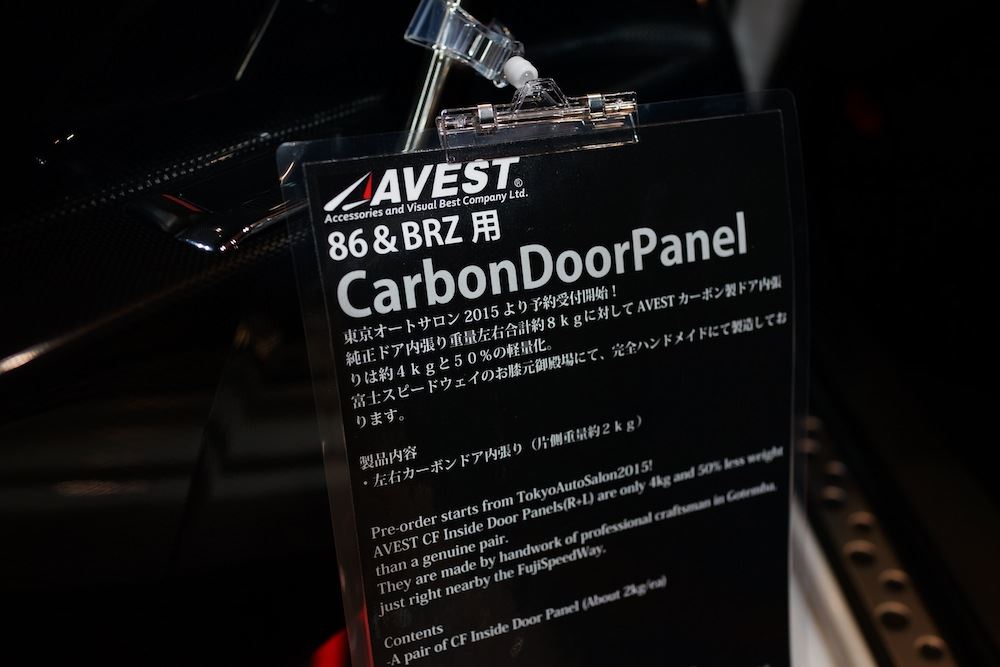 AVEST®
Accessories and Visual Best Company Ltd.
86&BRZ 用
CarbonDoorPanel
東京オートサロン 2015 より予約受付開始！
純正ドア内張り重量左右合計約８ｋｇに対して AVEST カーボン製ドア内張
りは約４ｋｇと５０％の軽量化。
富士スピードウェイのお膝元御殿場にて、完全ハンドメイドにて製造してお
ります。
製品内容
・左右カーボンドア内張り（片側重量約２ｋｇ）
Pre-order starts from TokyoAutoSalon2015!
AVEST CF Inside Door Panels(R+L) are only 4kg and 50% less weight
than a genuine pair.
They are made by handwork of professional craftsman in Gotemba.
just right nearby the FujiSpeedWay.
Contents
-A pair of CF Inside Door Panel (About 2kg/ea)